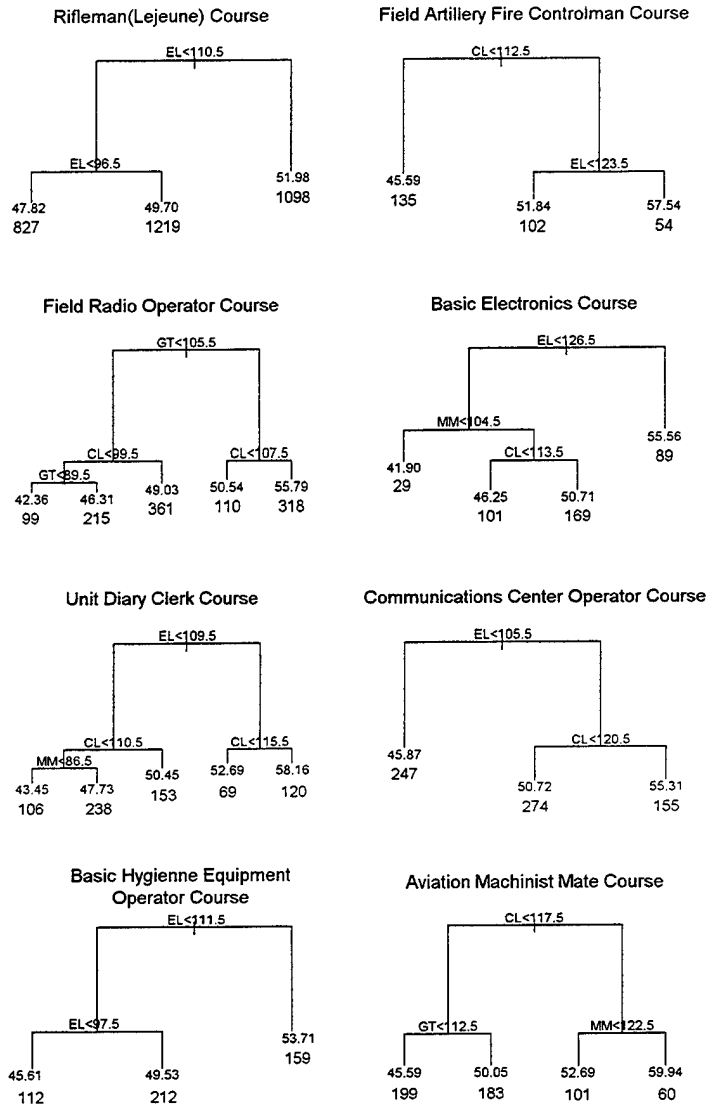 Rifleman(Lejeune) Course
EL<110.5
EL<96.5
47.82
827
49.70
1219
51.98
1098
Field Artillery Fire Controlman Course
CL<112.5
45.59
135
EL<123.5
51.84
102
57.54
54
Field Radio Operator Course
GT<105.5
CL<99.5
GT<89.5
42.36
99
46.31
215
49.03
361
CL<107.5
50.54
110
55.79
318
Basic Electronics Course
EL<126.5
MM<104.5
41.90
29
CL<113.5
46.25
101
50.71
169
55.56
89
Unit Diary Clerk Course
EL<109.5
CL<110.5
MM<86.5
43.45
106
47.73
238
50.45
153
CL<115.5
52.69
69
58.16
120
Communications Center Operator Course
EL<105.5
45.87
247
CL<120.5
50.72
274
55.31
155
Basic Hygienne Equipment
Operator Course
EL<111.5
EL<97.5
45.61
112
49.53
212
53.71
159
Aviation Machinist Mate Course
CL<117.5
GT<112.5
45.59
199
50.05
183
MM<122.5
52.69
101
59.94
60